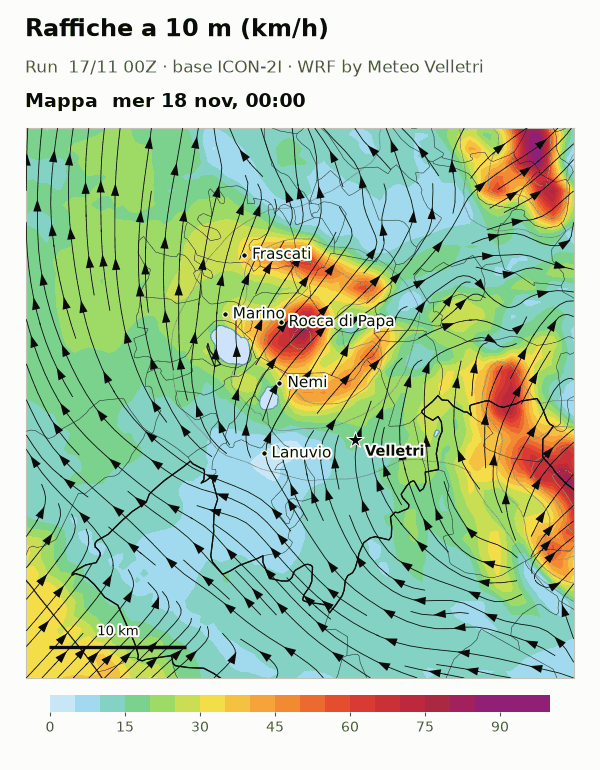 Raffiche a 10 m (km/h)
Run  17/11 00Z · base ICON-2I · WRF by Meteo Velletri
Mappa  mer 18 nov, 00:00
Frascati
Marino
Rocca di Papa
Nemi
Velletri
Lanuvio
10 km
0 15 30 45 60 75 90